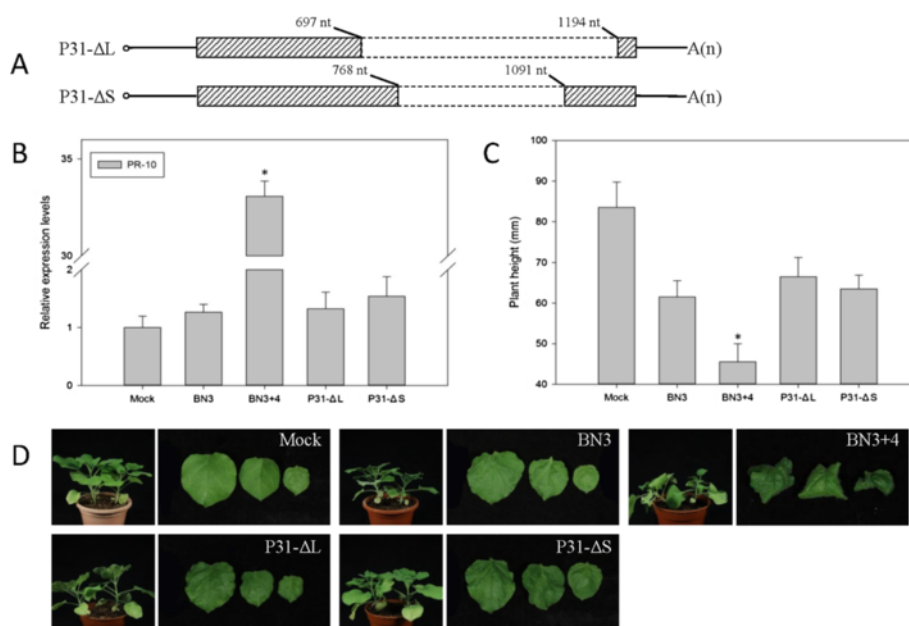 A
697 nt
1194 nt
P31-ΔL
A(n)
768 nt
1091 nt
P31-ΔS
A(n)
B
35
30
2
1
0
Relative expression levels
PR-10
*
Mock
BN3
BN3+4
P31-ΔL
P31-ΔS
C
100
90
80
70
60
50
40
Plant height (mm)
*
Mock
BN3
BN3+4
P31-ΔL
P31-ΔS
D
Mock
BN3
BN3+4
P31-ΔL
P31-ΔS